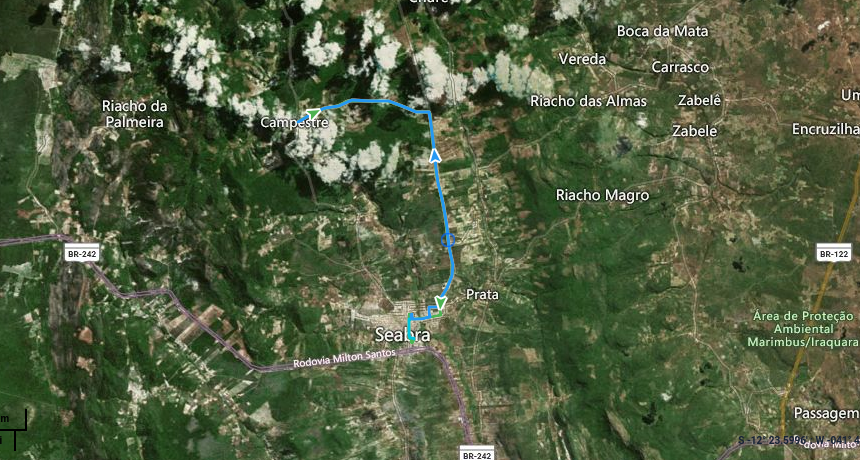 Boca da Mata
Vereda
Carrasco
Riacho da
Palmeira
Riacho das Almas
Zabelê
Campestre
Zabele
Encruzilha
Riacho Magro
BR-242
BR-122
Prata
Área de Proteção
Ambiental
Marimbus/Iraquara
Seabra
Rodovia Milton Santos
Passagem
BR-242